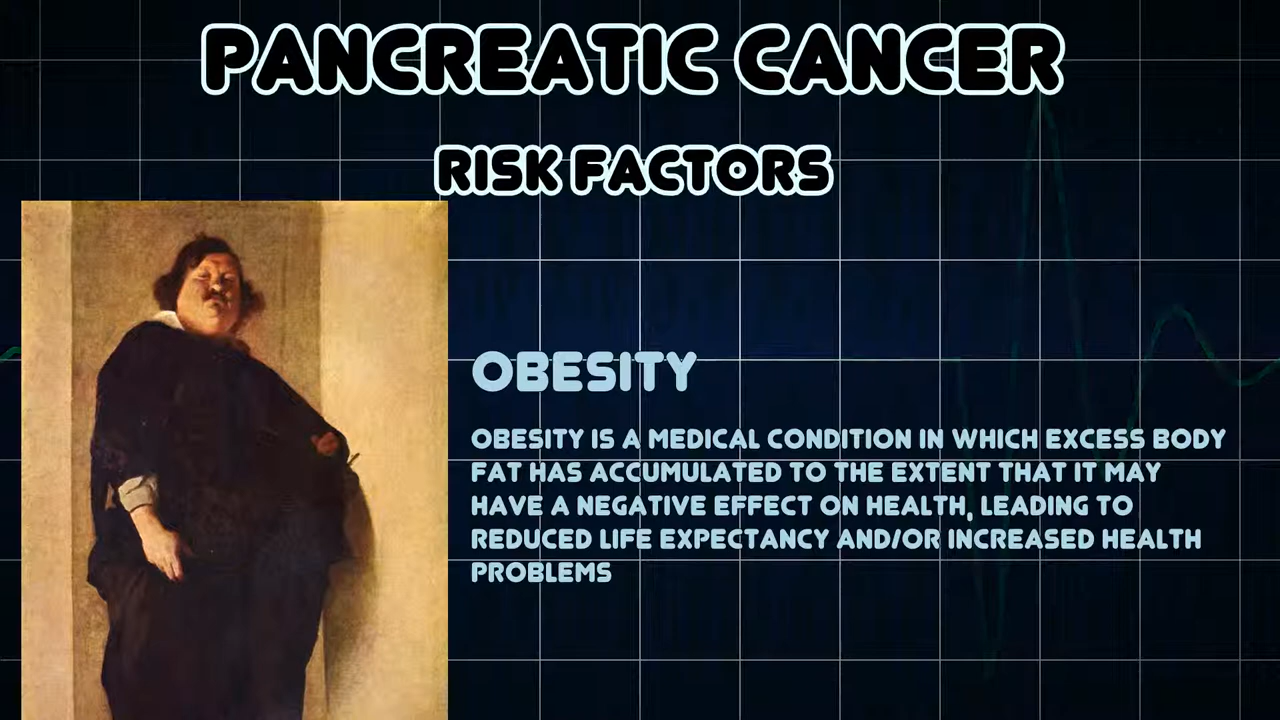 PANCREATIC CANCER
RISK FACTORS
OBESITY
OBESITY IS A MEDICAL CONDITION IN WHICH EXCESS BODY
FAT HAS ACCUMULATED TO THE EXTENT THAT IT MAY
HAVE A NEGATIVE EFFECT ON HEALTH, LEADING TO
REDUCED LIFE EXPECTANCY AND/OR INCREASED HEALTH
PROBLEMS